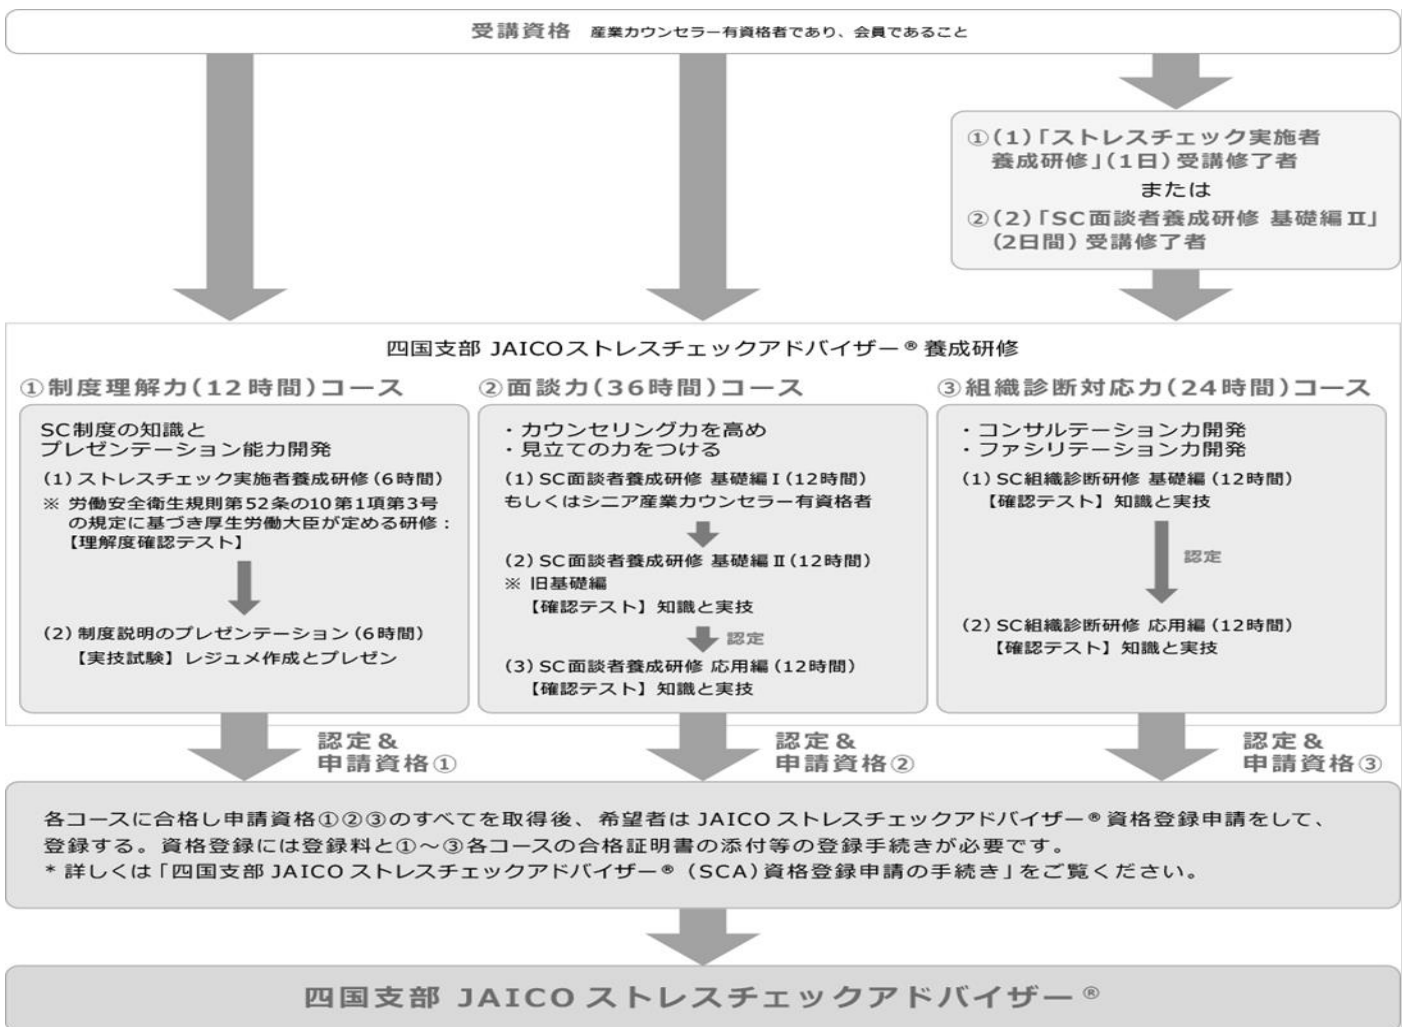 受講資格 産業カウンセラー有資格者であり、会員であること
①(1)「ストレスチェック実施者
養成研修」(1日)受講修了者
または
②(2)「SC面談者養成研修 基礎編Ⅱ」
(2日間)受講修了者
四国支部 JAICOストレスチェックアドバイザー®養成研修
①制度理解力(12時間)コース
SC制度の知識と
プレゼンテーション能力開発
(1)ストレスチェック実施者養成研修(6時間)
※ 労働安全衛生規則第52条の10第1項第3号
の規定に基づき厚生労働大臣が定める研修：
【理解度確認テスト】
(2)制度説明のプレゼンテーション(6時間)
【実技試験】レジュメ作成とプレゼン
②面談力(36時間)コース
・カウンセリング力を高め
・見立ての力をつける
(1)SC面談者養成研修 基礎編Ⅰ(12時間)
もしくはシニア産業カウンセラー有資格者
(2)SC面談者養成研修 基礎編Ⅱ(12時間)
※ 旧基礎編
【確認テスト】知識と実技
認定
(3)SC面談者養成研修 応用編(12時間)
【確認テスト】知識と実技
③組織診断対応力(24時間)コース
・コンサルテーション力開発
・ファシリテーション力開発
(1)SC組織診断研修 基礎編(12時間)
【確認テスト】知識と実技
認定
(2)SC組織診断研修 応用編(12時間)
【確認テスト】知識と実技
認定＆
申請資格①
認定＆
申請資格②
認定＆
申請資格③
各コースに合格し申請資格①②③のすべてを取得後、希望者は JAICO ストレスチェックアドバイザー®資格登録申請をして、
登録する。資格登録には登録料と①～③各コースの合格証明書の添付等の登録手続きが必要です。
* 詳しくは「四国支部 JAICO ストレスチェックアドバイザー®(SCA)資格登録申請の手続き」をご覧ください。
四国支部 JAICO ストレスチェックアドバイザー®